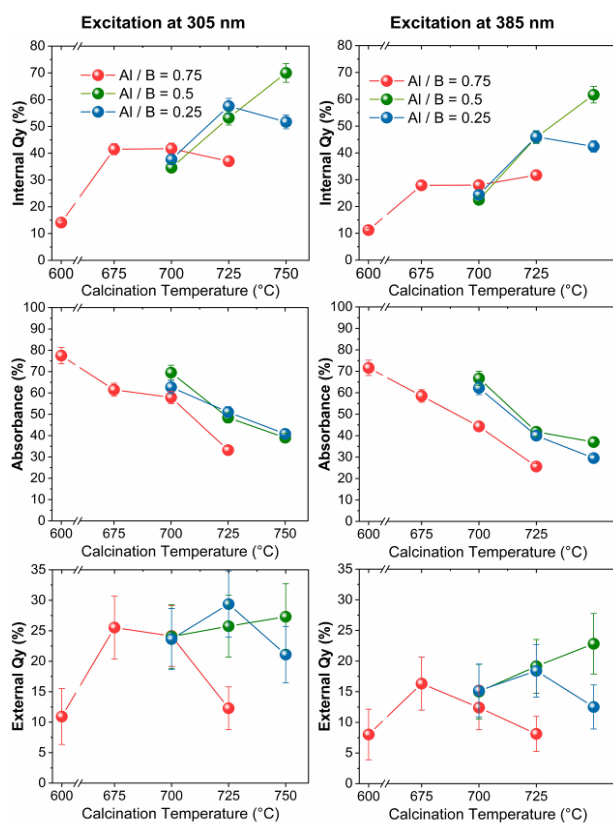 Excitation at 305 nm
Excitation at 385 nm
Internal Qy (%)
80
70
60
50
40
30
20
10
0
Al / B = 0.75
Al / B = 0.5
Al / B = 0.25
600 675 700 725 750
Calcination Temperature (°C)
Internal Qy (%)
80
70
60
50
40
30
20
10
0
Al / B = 0.75
Al / B = 0.5
Al / B = 0.25
600 675 700 725
Calcination Temperature (°C)
Absorbance (%)
100
90
80
70
60
50
40
30
20
10
0
600 675 700 725 750
Calcination Temperature (°C)
Absorbance (%)
100
90
80
70
60
50
40
30
20
10
0
600 675 700 725
Calcination Temperature (°C)
External Qy (%)
35
30
25
20
15
10
5
0
600 675 700 725 750
Calcination Temperature (°C)
External Qy (%)
35
30
25
20
15
10
5
0
600 675 700 725
Calcination Temperature (°C)